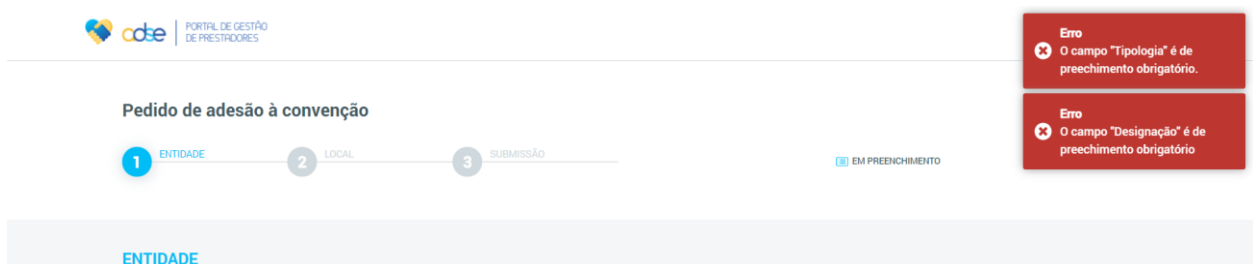 adse
PORTAL DE GESTÃO
DE PRESTADORES
Erro
O campo "Tipologia" é de
preechimento obrigatório.
Erro
O campo "Designação" é de
preechimento obrigatório
Pedido de adesão à convenção
1 ENTIDADE
2 LOCAL
3 SUBMISSÃO
EM PREENCHIMENTO
ENTIDADE